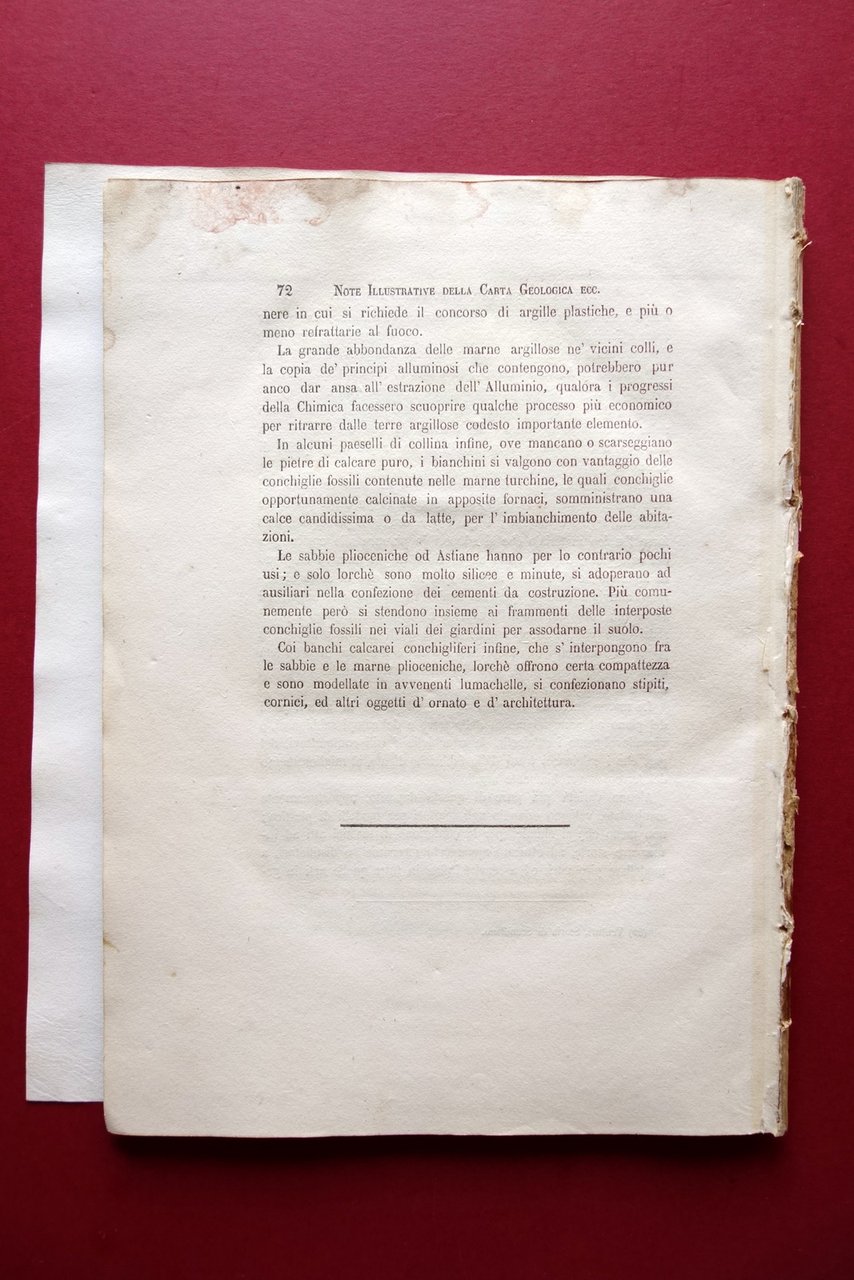 72 Note Illustrative della Carta Geologica ecc.
nere in cui si richiede il concorso di argille plastiche, e più o
meno refrattarie al fuoco.
La grande abbondanza delle marne argillose ne' vicini colli, e
la copia de' principi alluminosi che contengono, potrebbero pur
anco dar ansa all' estrazione dell' Alluminio, qualora i progressi
della Chimica facessero scuoprire qualche processo più economico
per ritrarre dalle terre argillose codesto importante elemento.
In alcuni paeselli di collina infine, ove mancano o scarseggiano
le pietre di calcare puro, i bianchini si valgono con vantaggio delle
conchiglie fossili contenute nelle marne turchine, le quali conchiglie
opportunamente calcinate in apposite fornaci, somministrano una
calce candidissima o da latte, per l' imbianchimento delle abita-
zioni.
Le sabbie plioceniche od Astiane hanno per lo contrario pochi
usi; e solo lorchè sono molto silicee e minute, si adoperano ad
ausiliari nella confezione dei cementi da costruzione. Più comu-
nemente però si stendono insieme ai frammenti delle interposte
conchiglie fossili nei viali dei giardini per assodarne il suolo.
Coi banchi calcarei conchigliferi infine, che s' interpongono fra
le sabbie e le marne plioceniche, lorchè offrono certa compattezza
e sono modellate in avvenenti lumachelle, si confezionano stipiti,
cornici, ed altri oggetti d' ornato e d' architettura.